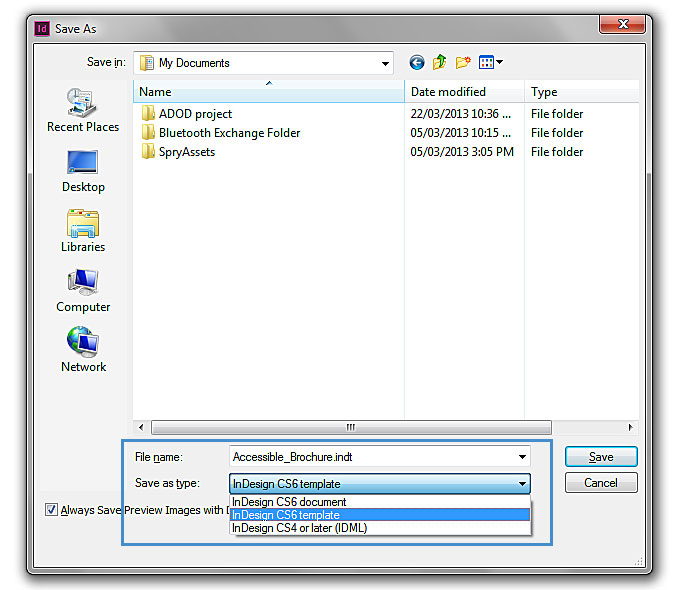 Id Save As
Save in: My Documents
Name Date modified Type
ADOD project 22/03/2013 10:36 ... File folder
Bluetooth Exchange Folder 05/03/2013 10:15 ... File folder
SpryAssets 05/03/2013 3:05 PM File folder
Recent Places
Desktop
Libraries
Computer
Network
File name: Accessible_Brochure.indt Save
Save as type: InDesign CS6 template Cancel
InDesign CS6 document
Always Save Preview Images with
InDesign CS6 template
InDesign CS4 or later (IDML)